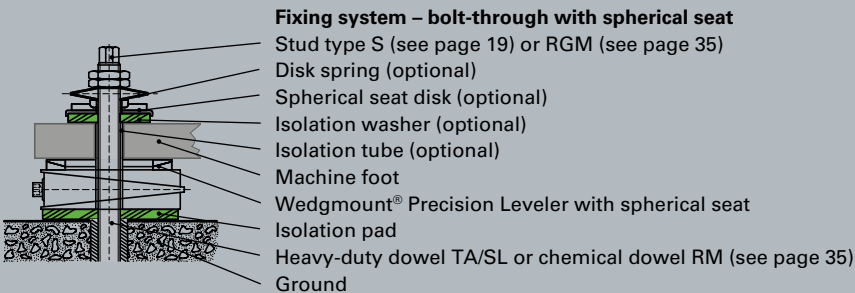 Fixing system – bolt-through with spherical seat
Stud type S (see page 19) or RGM (see page 35)
Disk spring (optional)
Spherical seat disk (optional)
Isolation washer (optional)
Isolation tube (optional)
Machine foot
Wedgmount® Precision Leveler with spherical seat
Isolation pad
Heavy-duty dowel TA/SL or chemical dowel RM (see page 35)
Ground